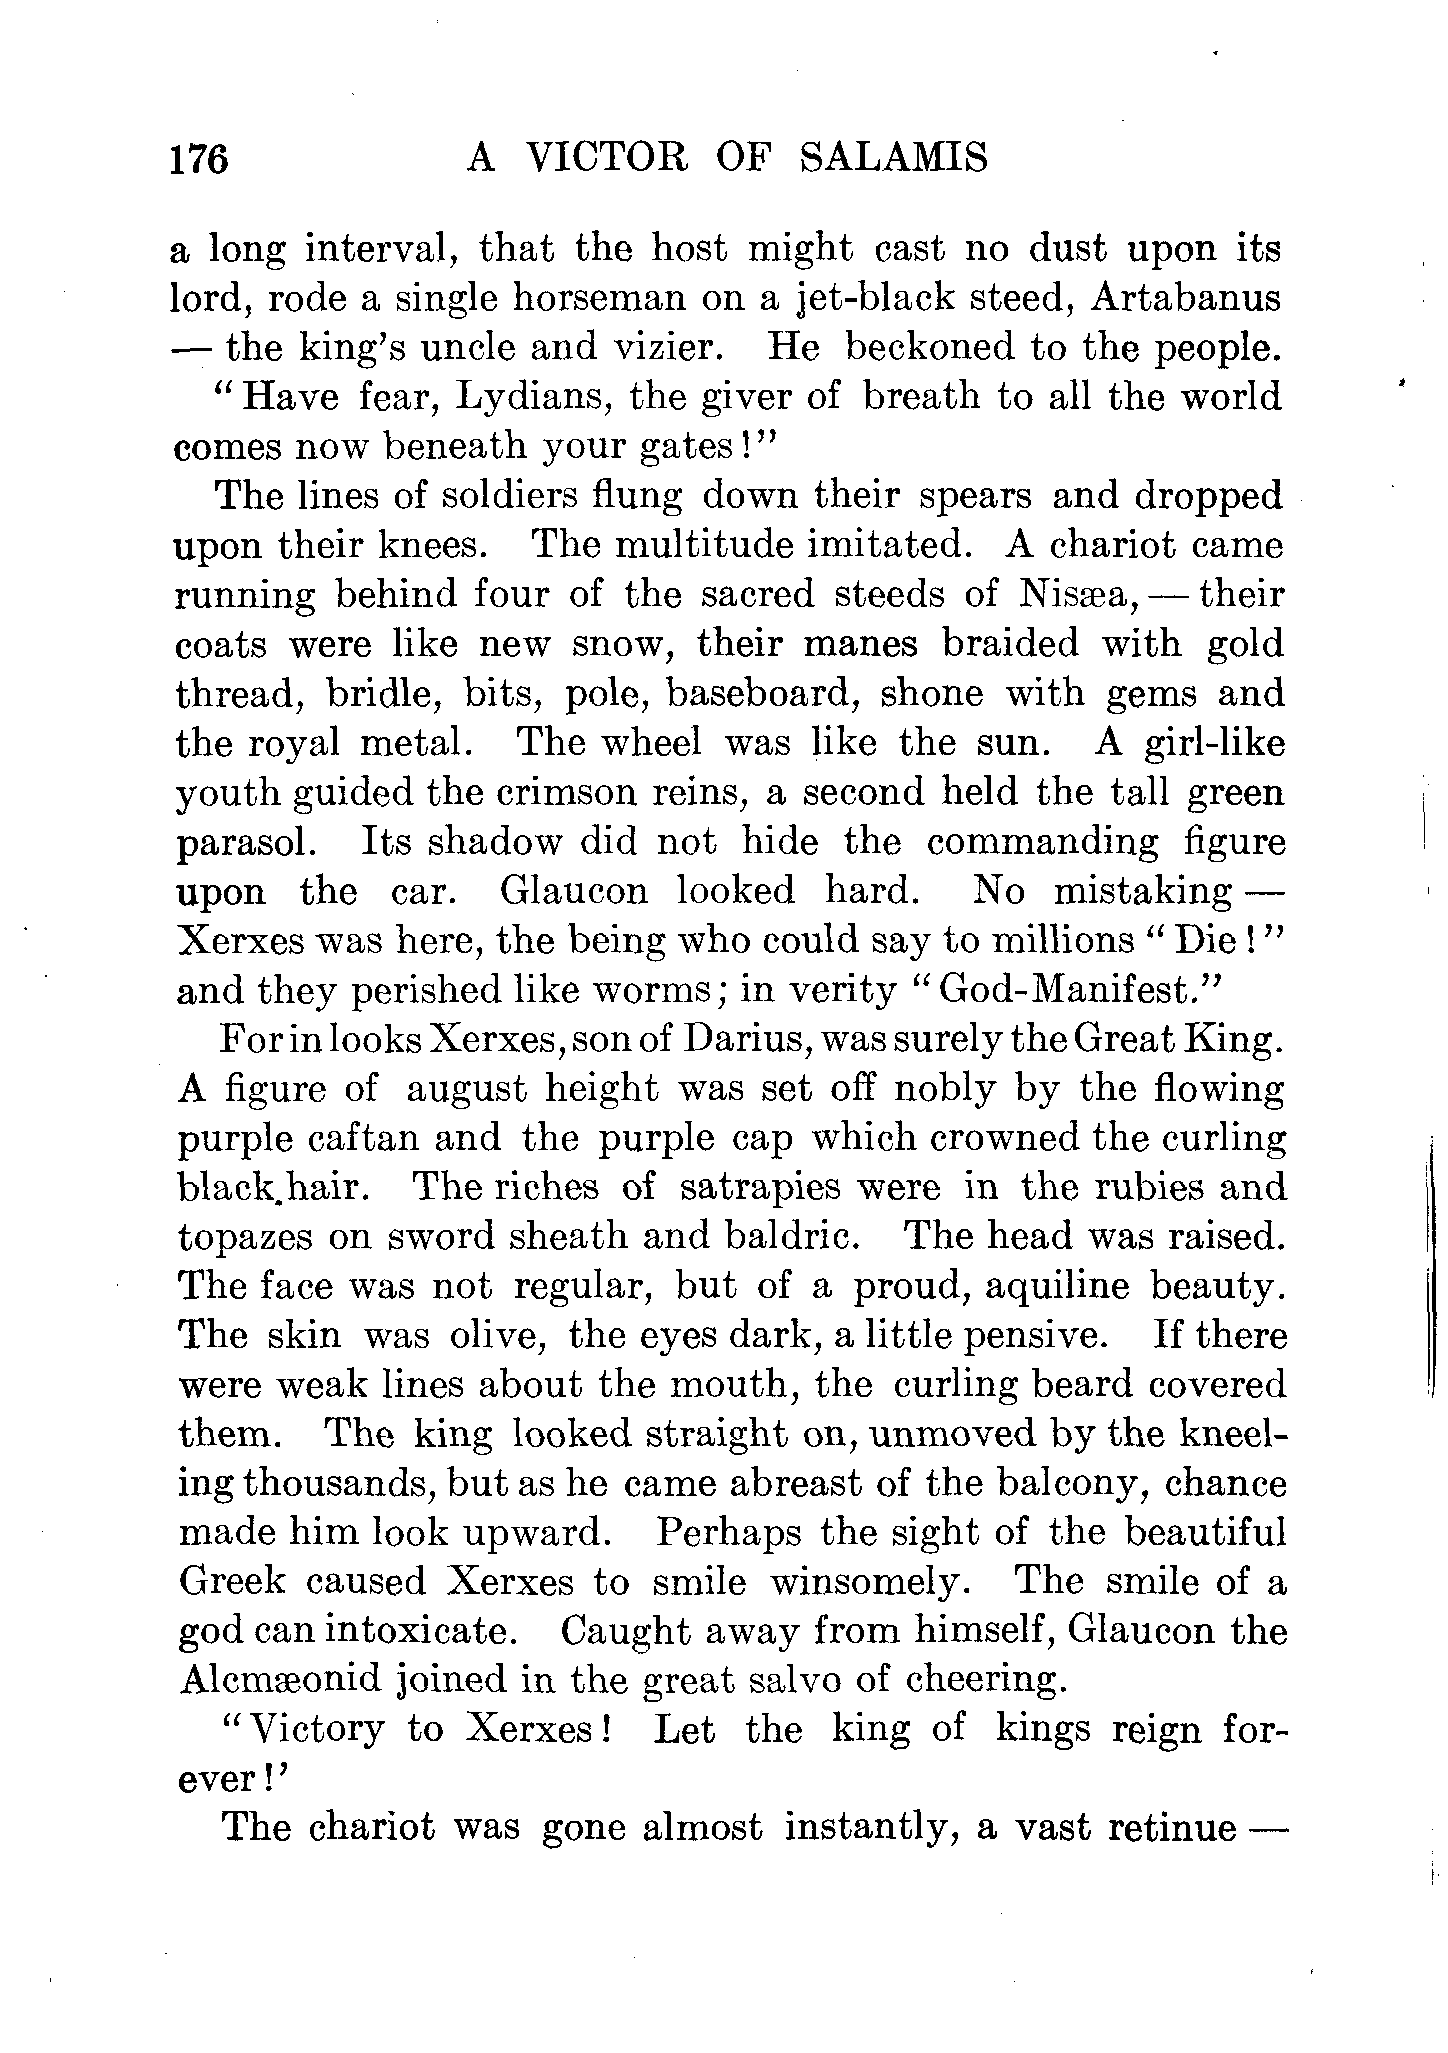 176 A VICTOR OF SALAMIS
a long interval, that the host might cast no dust upon its
lord, rode a single horseman on a jet-black steed, Artabanus
— the king's uncle and vizier. He beckoned to the people.
"Have fear, Lydians, the giver of breath to all the world
comes now beneath your gates!"
The lines of soldiers flung down their spears and dropped
upon their knees. The multitude imitated. A chariot came
running behind four of the sacred steeds of Nisæa, — their
coats were like new snow, their manes braided with gold
thread, bridle, bits, pole, baseboard, shone with gems and
the royal metal. The wheel was like the sun. A girl-like
youth guided the crimson reins, a second held the tall green
parasol. Its shadow did not hide the commanding figure
upon the car. Glaucon looked hard. No mistaking —
Xerxes was here, the being who could say to millions "Die!"
and they perished like worms; in verity "God-Manifest."
For in looks Xerxes, son of Darius, was surely the Great King.
A figure of august height was set off nobly by the flowing
purple caftan and the purple cap which crowned the curling
black hair. The riches of satrapies were in the rubies and
topazes on sword sheath and baldric. The head was raised.
The face was not regular, but of a proud, aquiline beauty.
The skin was olive, the eyes dark, a little pensive. If there
were weak lines about the mouth, the curling beard covered
them. The king looked straight on, unmoved by the kneel-
ing thousands, but as he came abreast of the balcony, chance
made him look upward. Perhaps the sight of the beautiful
Greek caused Xerxes to smile winsomely. The smile of a
god can intoxicate. Caught away from himself, Glaucon the
Alcmæonid joined in the great salvo of cheering.
"Victory to Xerxes! Let the king of kings reign for-
ever!'
The chariot was gone almost instantly, a vast retinue —